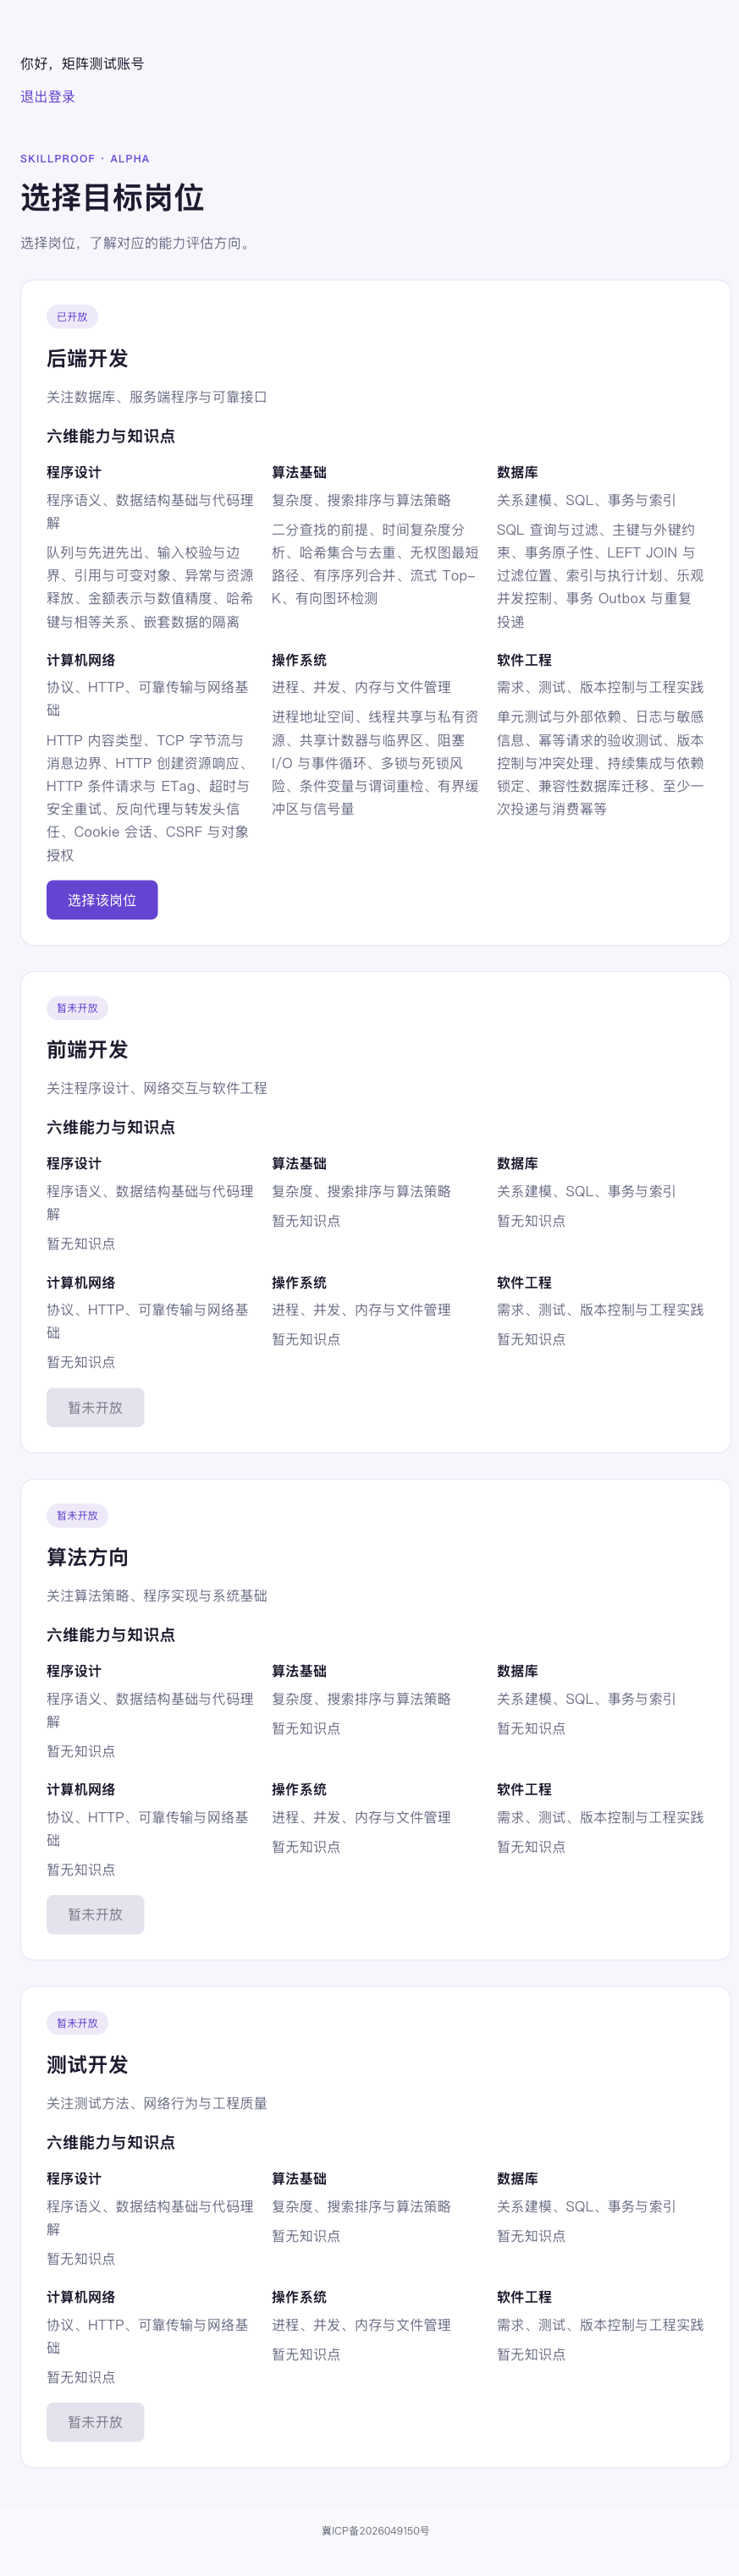 你好，矩阵测试账号
退出登录
SKILLPROOF · ALPHA
选择目标岗位
选择岗位，了解对应的能力评估方向。
已开放
后端开发
关注数据库、服务端程序与可靠接口
六维能力与知识点
程序设计
程序语义、数据结构基础与代码理
解
队列与先进先出、输入校验与边
界、引用与可变对象、异常与资源
释放、金额表示与数值精度、哈希
键与相等关系、嵌套数据的隔离
算法基础
复杂度、搜索排序与算法策略
二分查找的前提、时间复杂度分
析、哈希集合与去重、无权图最短
路径、有序序列合并、流式 Top-
K、有向图环检测
数据库
关系建模、SQL、事务与索引
SQL 查询与过滤、主键与外键约
束、事务原子性、LEFT JOIN 与
过滤位置、索引与执行计划、乐观
并发控制、事务 Outbox 与重复
投递
计算机网络
协议、HTTP、可靠传输与网络基
础
HTTP 内容类型、TCP 字节流与
消息边界、HTTP 创建资源响应、
HTTP 条件请求与 ETag、超时与
安全重试、反向代理与转发头信
任、Cookie 会话、CSRF 与对象
授权
操作系统
进程、并发、内存与文件管理
进程地址空间、线程共享与私有资
源、共享计数器与临界区、阻塞
I/O 与事件循环、多锁与死锁风
险、条件变量与谓词重检、有界缓
冲区与信号量
软件工程
需求、测试、版本控制与工程实践
单元测试与外部依赖、日志与敏感
信息、幂等请求的验收测试、版本
控制与冲突处理、持续集成与依赖
锁定、兼容性数据库迁移、至少一
次投递与消费幂等
选择该岗位
暂未开放
前端开发
关注程序设计、网络交互与软件工程
六维能力与知识点
程序设计
程序语义、数据结构基础与代码理
解
暂无知识点
算法基础
复杂度、搜索排序与算法策略
暂无知识点
数据库
关系建模、SQL、事务与索引
暂无知识点
计算机网络
协议、HTTP、可靠传输与网络基
础
暂无知识点
操作系统
进程、并发、内存与文件管理
暂无知识点
软件工程
需求、测试、版本控制与工程实践
暂无知识点
暂未开放
暂未开放
算法方向
关注算法策略、程序实现与系统基础
六维能力与知识点
程序设计
程序语义、数据结构基础与代码理
解
暂无知识点
算法基础
复杂度、搜索排序与算法策略
暂无知识点
数据库
关系建模、SQL、事务与索引
暂无知识点
计算机网络
协议、HTTP、可靠传输与网络基
础
暂无知识点
操作系统
进程、并发、内存与文件管理
暂无知识点
软件工程
需求、测试、版本控制与工程实践
暂无知识点
暂未开放
暂未开放
测试开发
关注测试方法、网络行为与工程质量
六维能力与知识点
程序设计
程序语义、数据结构基础与代码理
解
暂无知识点
算法基础
复杂度、搜索排序与算法策略
暂无知识点
数据库
关系建模、SQL、事务与索引
暂无知识点
计算机网络
协议、HTTP、可靠传输与网络基
础
暂无知识点
操作系统
进程、并发、内存与文件管理
暂无知识点
软件工程
需求、测试、版本控制与工程实践
暂无知识点
暂未开放
冀ICP备2026049150号